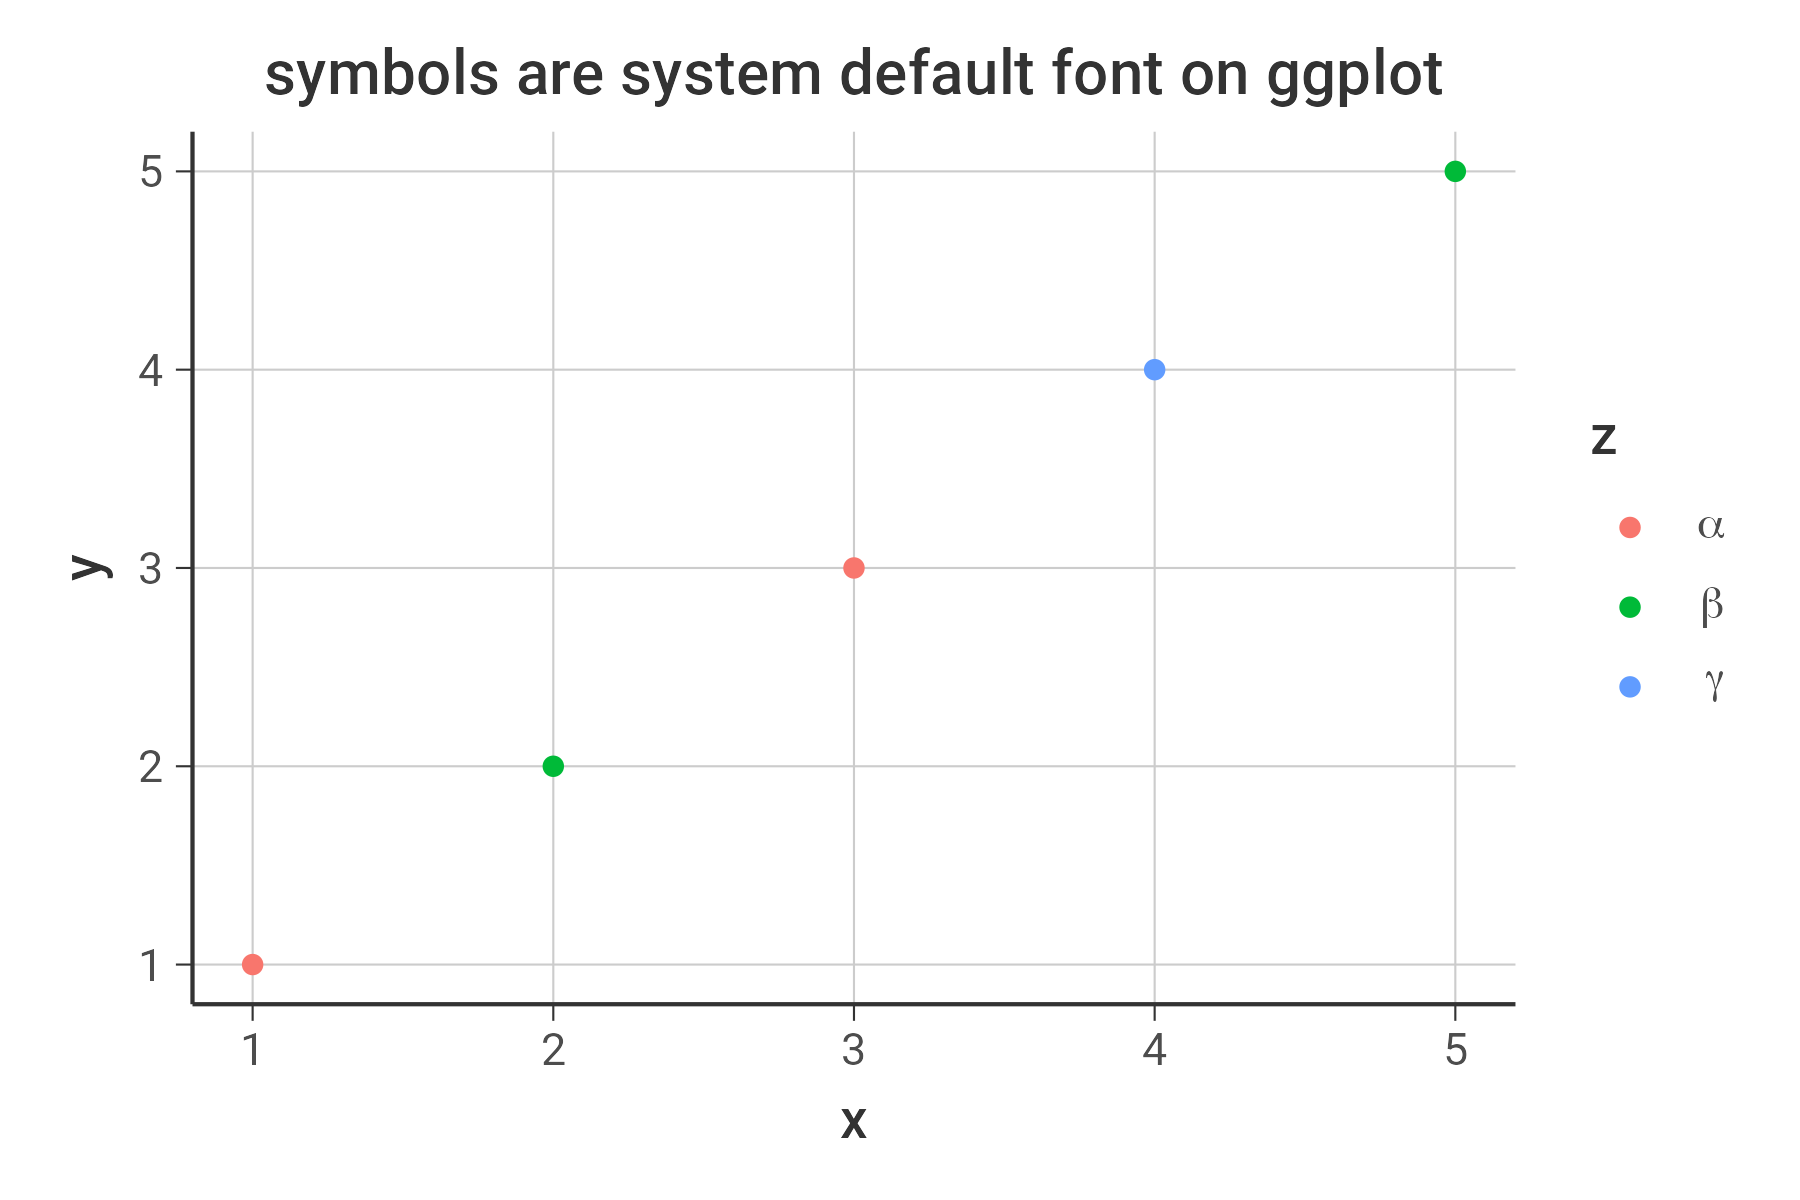 symbols are system default font on ggplot
5
4
3
2
1
y
1 2 3 4 5
x
z
α
β
γ